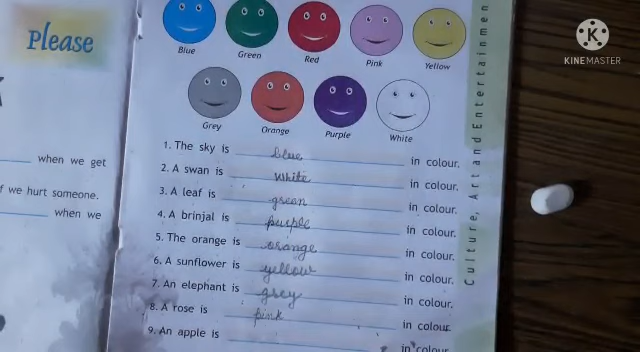 Please
Blue
Green
Red
Pink
Yellow
KINEMASTER
Grey
Orange
Purple
White
Culture, Art and Entertainmen
when we get
f we hurt someone.
when we
1. The sky is blue in colour.
2. A swan is white in colour.
3. A leaf is green in colour.
4. A brinjal is purple in colour.
5. The orange is orange in colour.
6. A sunflower is yellow in colour.
7. An elephant is grey in colour.
8. A rose is pink in colour.
9. An apple is in colour.